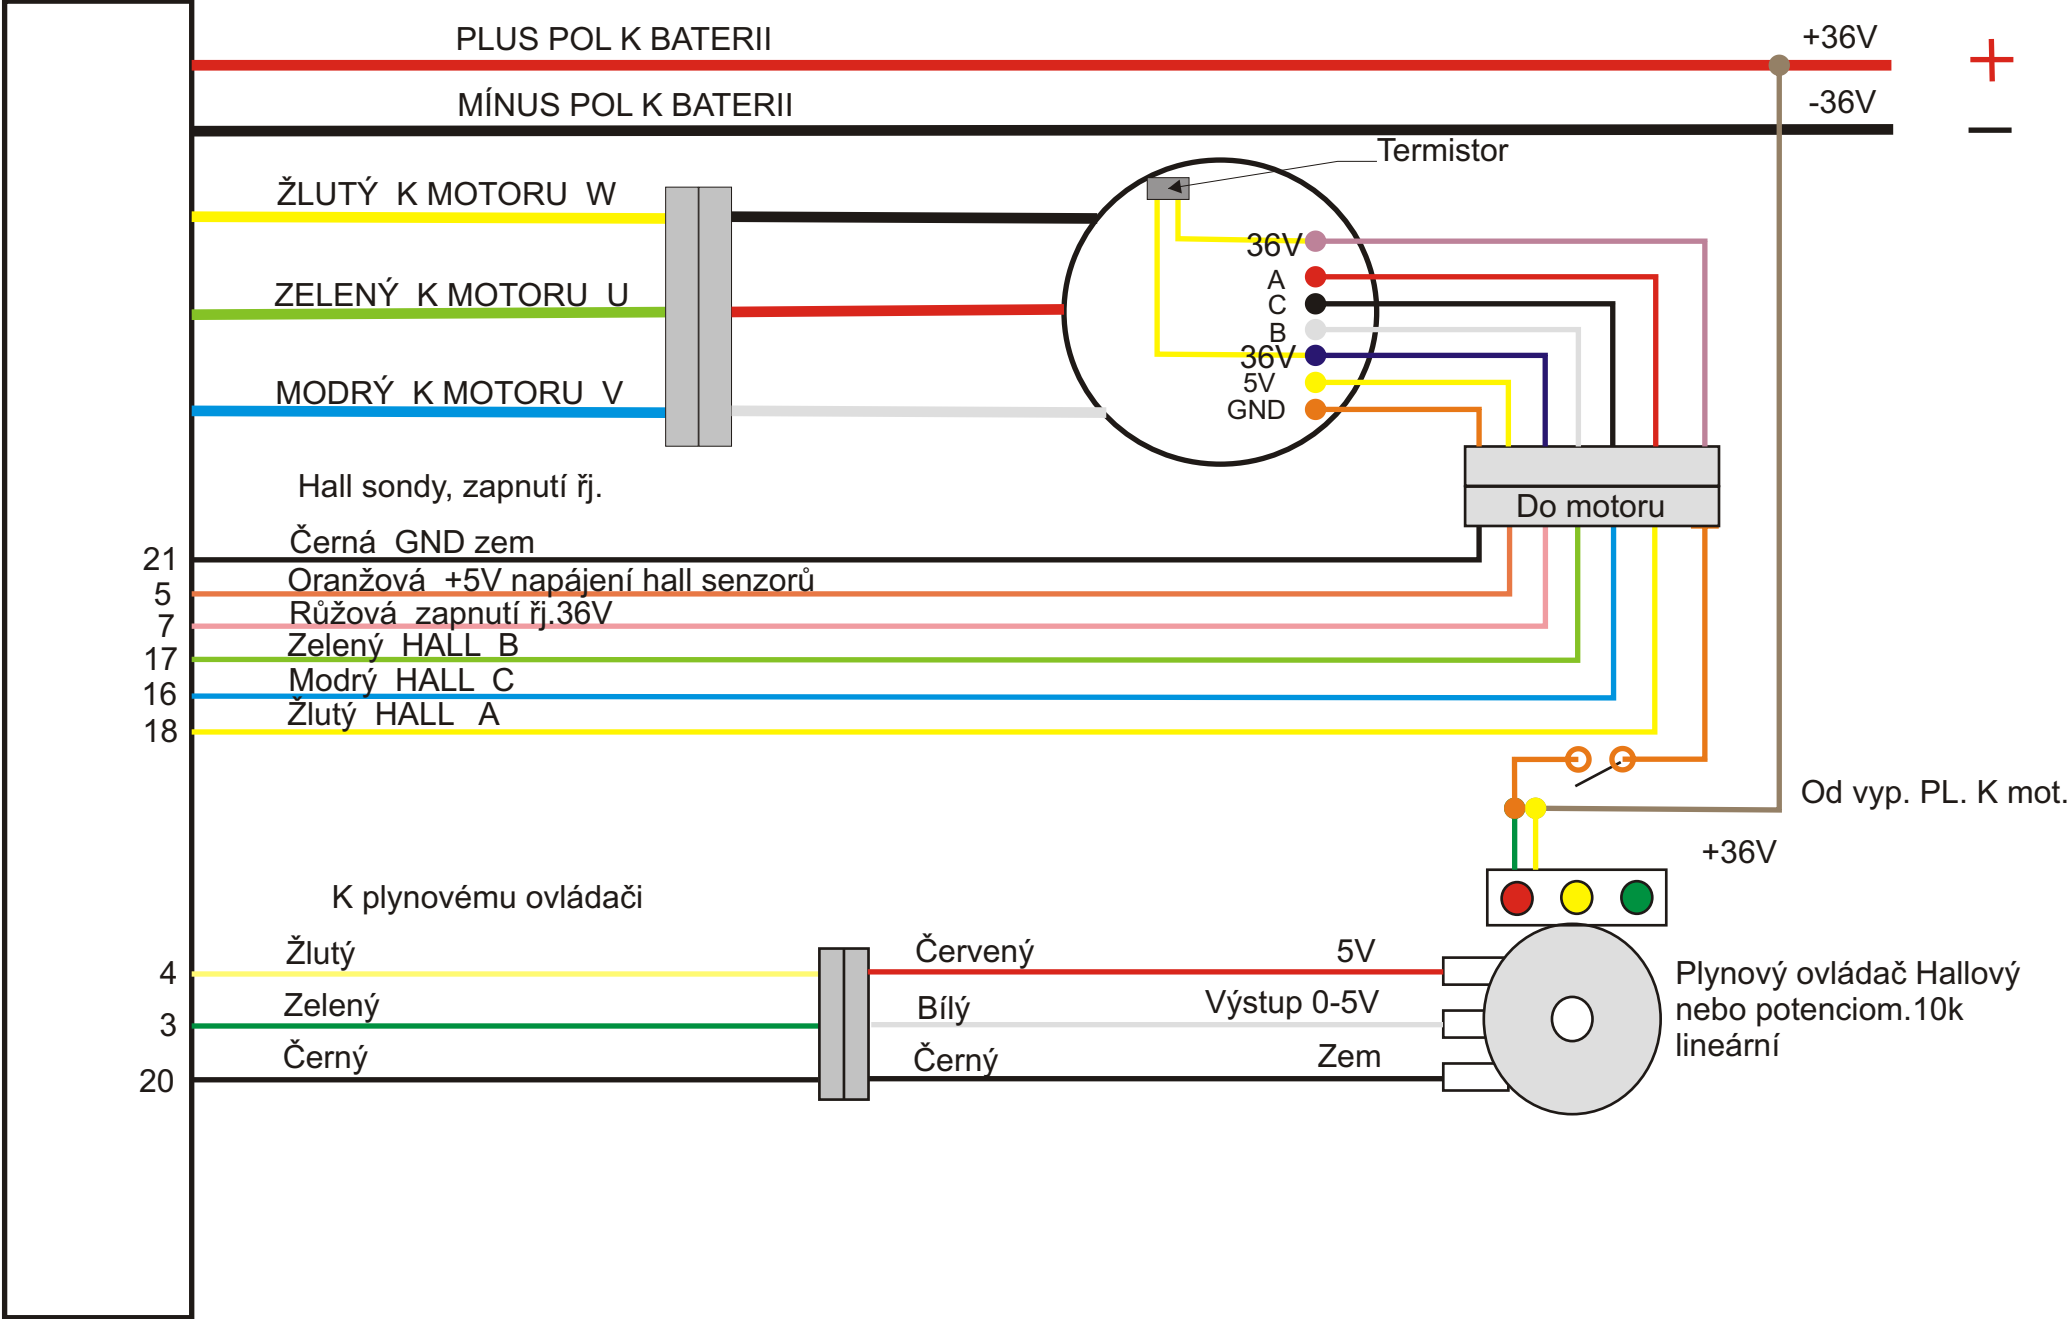 PLUS POL K BATERII
+36V
MÍNUS POL K BATERII
-36V
Termistor
ŽLUTÝ K MOTORU W
ZELENÝ K MOTORU U
MODRÝ K MOTORU V
36V
A
C
B
36V
5V
GND
Do motoru
Hall sondy, zapnutí řj.
21 Černá GND zem
5 Oranžová +5V napájení hall senzorů
7 Růžová zapnutí řj.36V
17 Zelený HALL B
16 Modrý HALL C
18 Žlutý HALL A
Od vyp. PL. K mot.
+36V
K plynovému ovládači
4 Žlutý Červený 5V
3 Zelený Bílý Výstup 0-5V
20 Černý Černý Zem
Plynový ovládač Hallový
nebo potenciom.10k
lineární